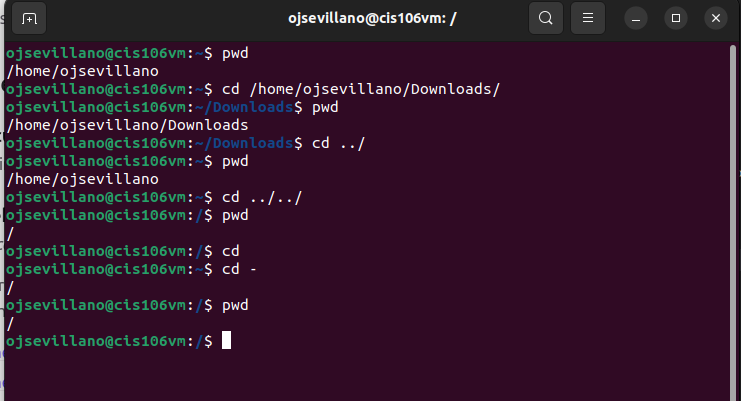 ojsevillano@cis106vm: /
ojsevillano@cis106vm:~$ pwd
/home/ojsevillano
ojsevillano@cis106vm:~$ cd /home/ojsevillano/Downloads/
ojsevillano@cis106vm:~/Downloads$ pwd
/home/ojsevillano/Downloads
ojsevillano@cis106vm:~/Downloads$ cd ../
ojsevillano@cis106vm:~$ pwd
/home/ojsevillano
ojsevillano@cis106vm:~$ cd ../../
ojsevillano@cis106vm:/$ pwd
/
ojsevillano@cis106vm:/$ cd
ojsevillano@cis106vm:~$ cd -
/
ojsevillano@cis106vm:/$ pwd
/
ojsevillano@cis106vm:/$